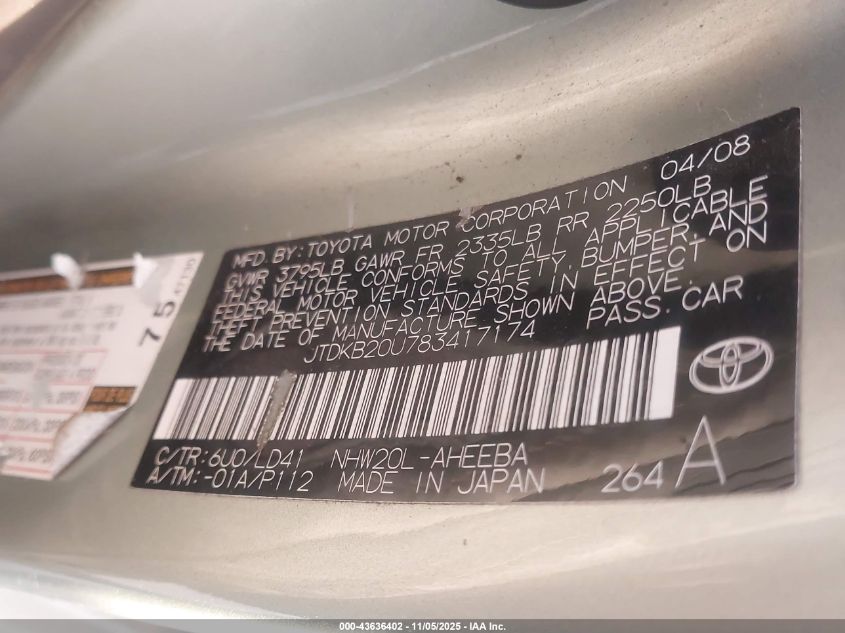 MFD. BY: TOYOTA MOTOR CORPORATION 04/08
GVWR 3795LB GAWR FR 2335LB RR 2250LB
THIS VEHICLE CONFORMS TO ALL APPLICABLE
FEDERAL MOTOR VEHICLE SAFETY, BUMPER, AND
THEFT PREVENTION STANDARDS IN EFFECT ON
THE DATE OF MANUFACTURE SHOWN ABOVE.
JTDKB20U783417174 PASS. CAR
C/TR: 6U0/LD41 NHW20L-AHEEBA
A/TM: -01A/P112 MADE IN JAPAN 264 A
75
47130
000-43636402 - 11/05/2025 - IAA Inc.